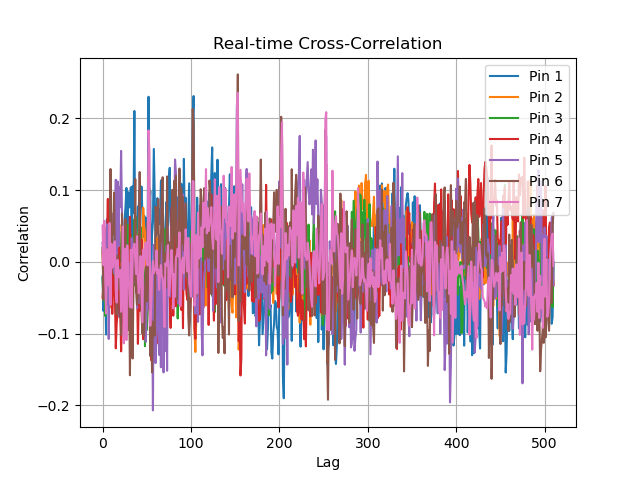 Real-time Cross-Correlation
Correlation
0.2
0.1
0.0
−0.1
−0.2
0
100
200
300
400
500
Lag
Pin 1
Pin 2
Pin 3
Pin 4
Pin 5
Pin 6
Pin 7